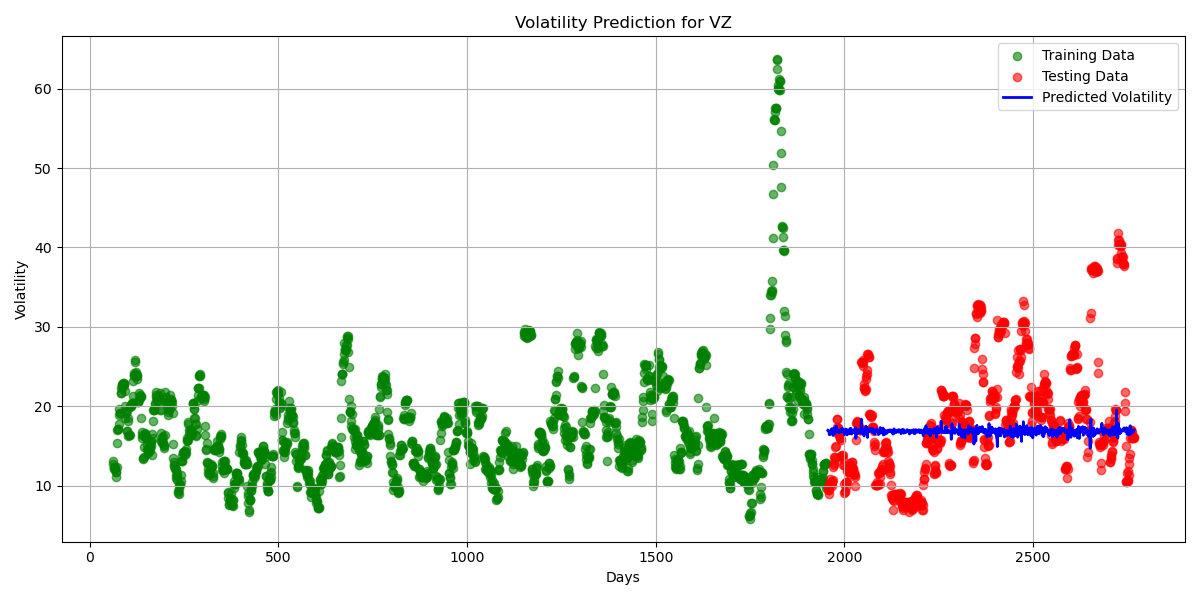 Volatility Prediction for VZ
Training Data
Testing Data
Predicted Volatility
Volatility
60
50
40
30
20
10
0
500
1000
1500
2000
2500
Days